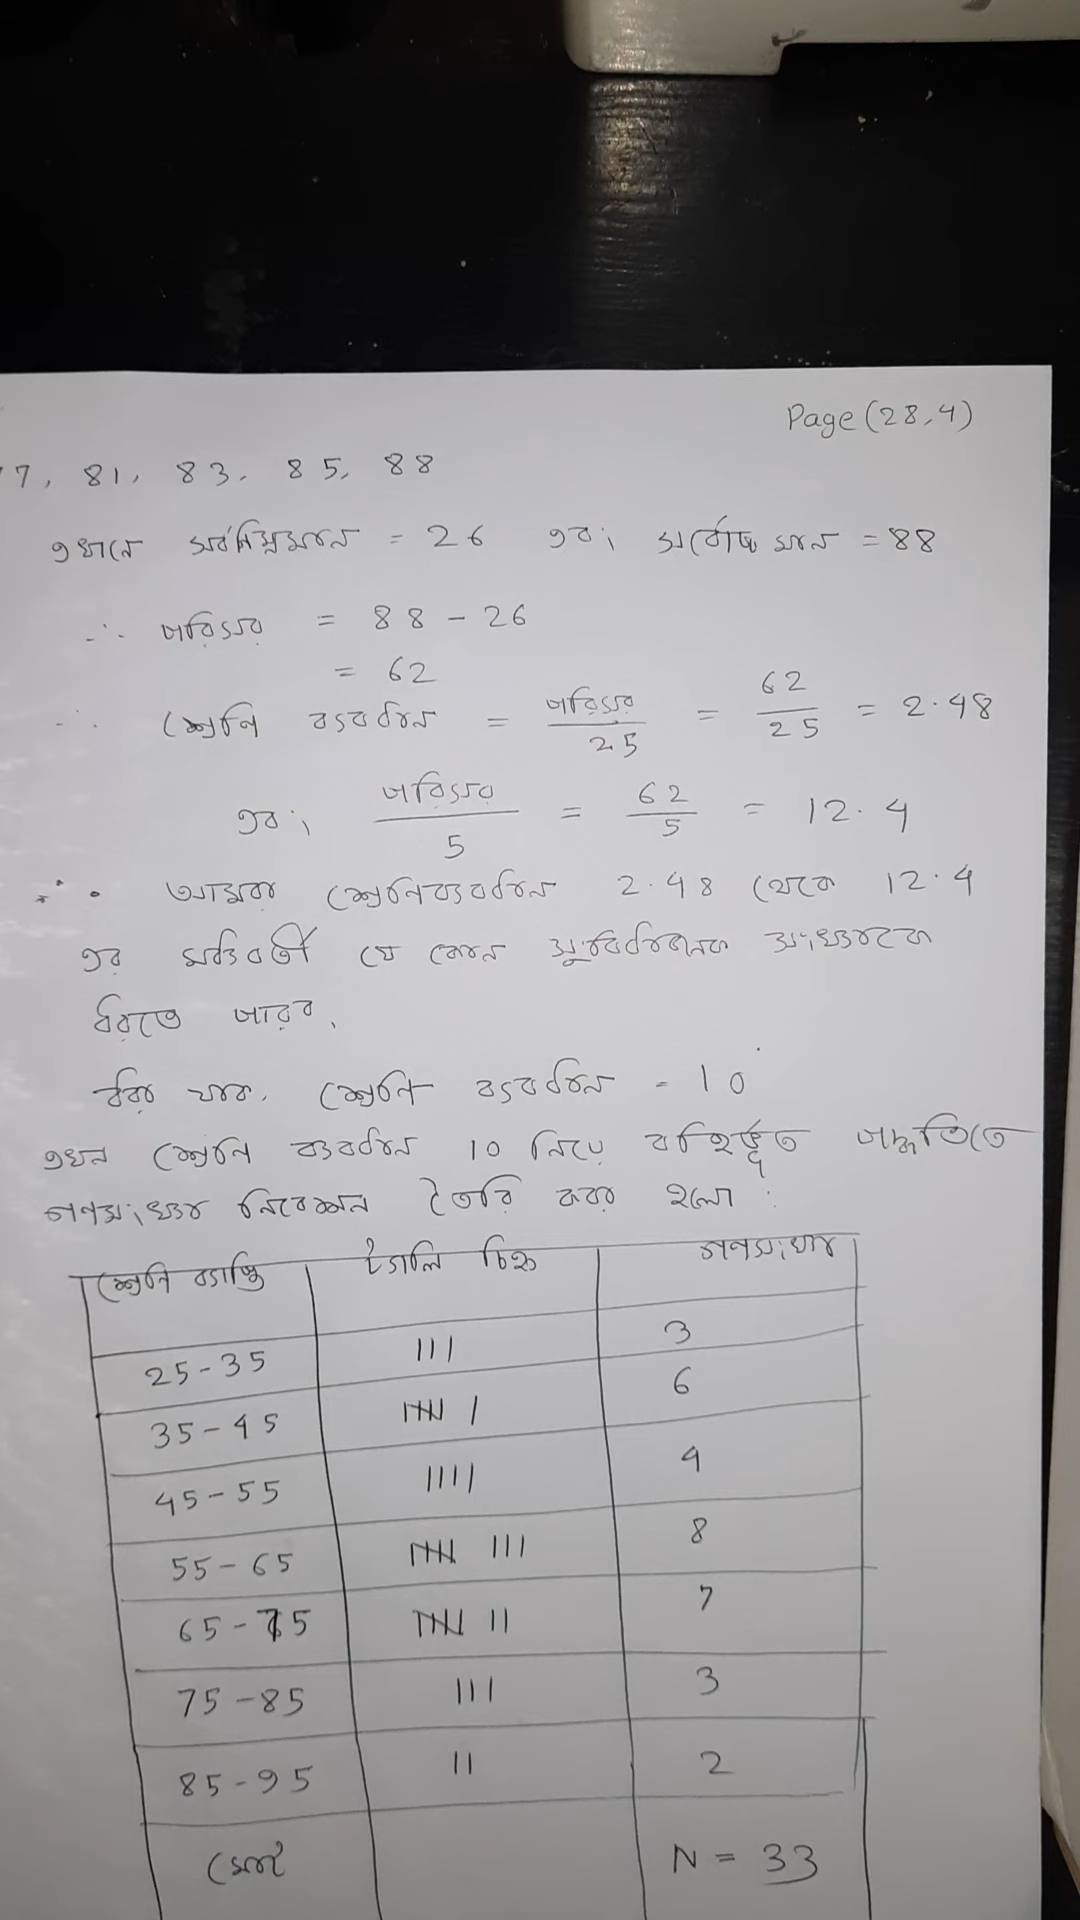 Page (28,4)
7, 81, 83, 85, 88
এখানে সর্বনিম্নমান = 26 এবং সর্বোচ্চ মান = 88
∴ পরিসর = 88 - 26
= 62
∴ শ্রেণি ব্যবধান = পরিসর/25 = 62/25 = 2.48
এবং পরিসর/5 = 62/5 = 12.4
∴ আমরা শ্রেণিব্যবধান 2.48 থেকে 12.4
এর মধ্যবর্তী যে কোন সুবিধাজনক সংখ্যাকে
ধরতে পারব।
ধরা যাক, শ্রেণি ব্যবধান = 10
এখন শ্রেণি ব্যবধান 10 নিয়ে বহির্ভূত পদ্ধতিতে
গণসংখ্যা নিবেশন তৈরি করা হলো :
শ্রেণি ব্যাপ্তি ট্যালি চিহ্ন গণসংখ্যা
25-35 ||| 3
35-45 |||| | 6
45-55 |||| 4
55-65 |||| ||| 8
65-75 |||| || 7
75-85 ||| 3
85-95 || 2
মোট N = 33